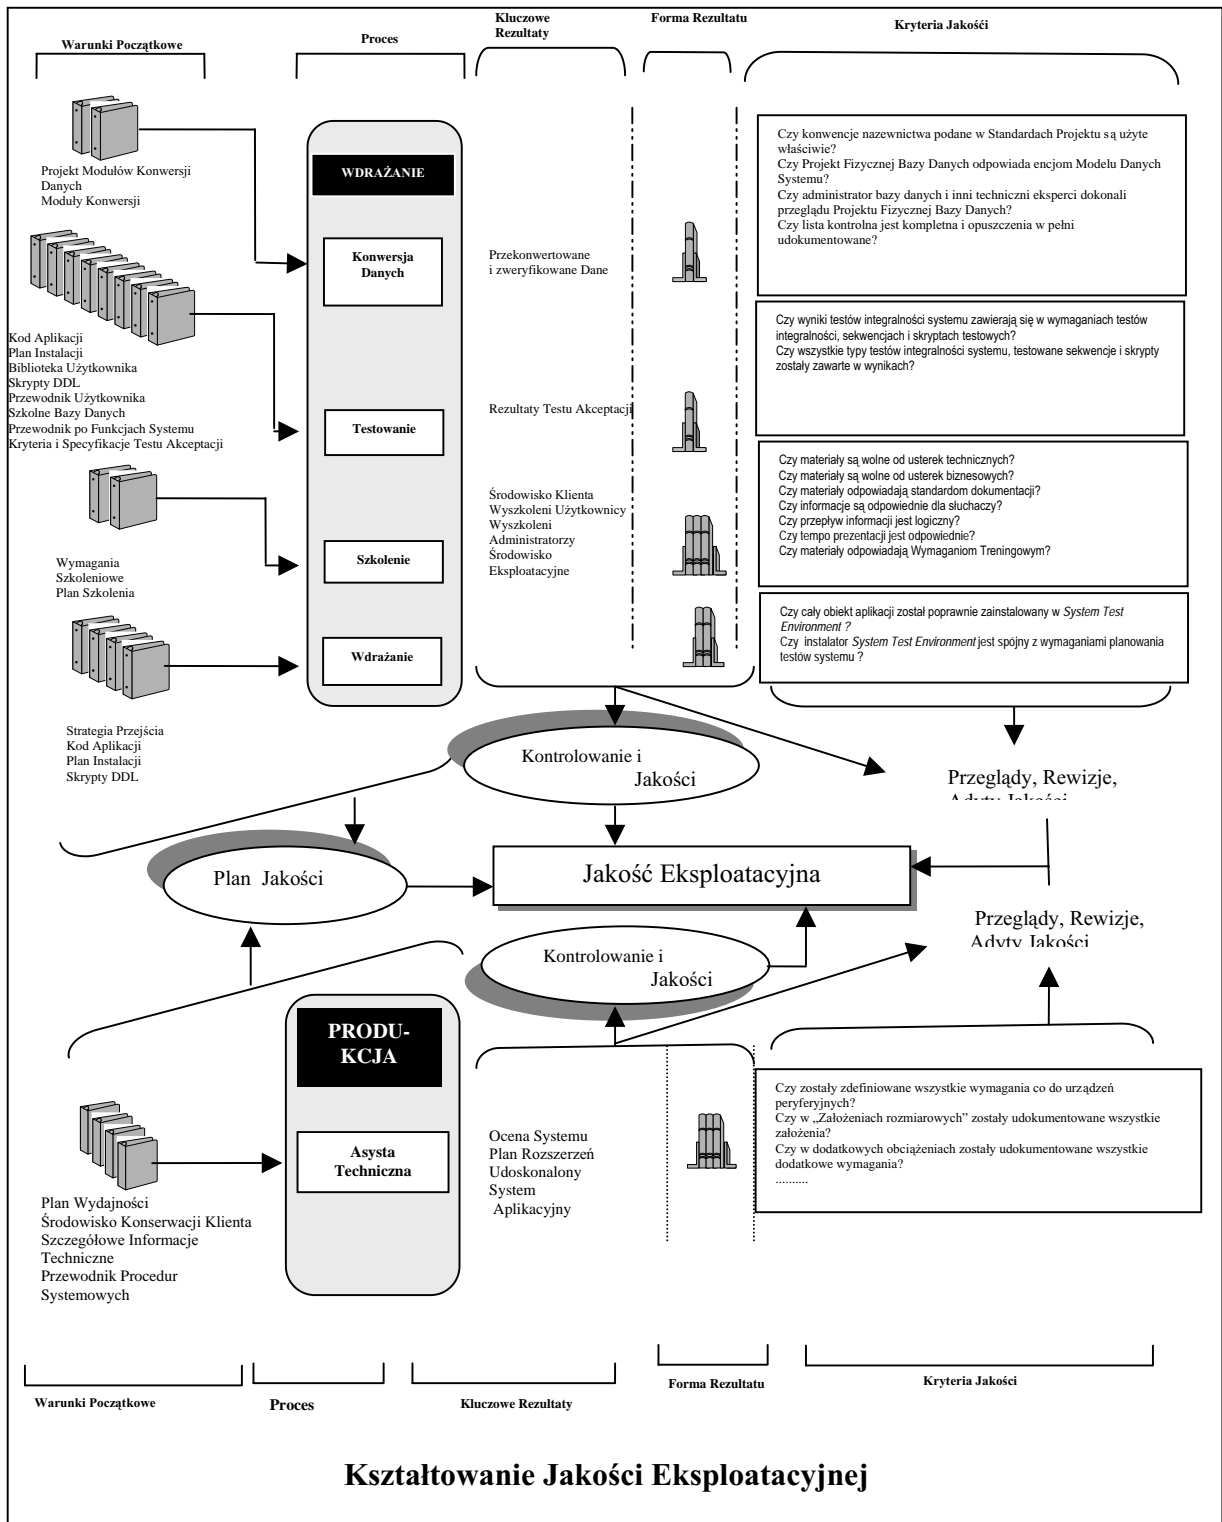 Warunki Początkowe
Proces
Kluczowe
Rezultaty
Forma Rezultatu
Kryteria Jakośći
Projekt Modułów Konwersji
Danych
Moduły Konwersji
Kod Aplikacji
Plan Instalacji
Biblioteka Użytkownika
Skrypty DDL
Przewodnik Użytkownika
Szkolne Bazy Danych
Przewodnik po Funkcjach Systemu
Kryteria i Specyfikacje Testu Akceptacji
Wymagania
Szkoleniowe
Plan Szkolenia
Strategia Przejścia
Kod Aplikacji
Plan Instalacji
Skrypty DDL
WDRAŻANIE
Konwersja
Danych
Testowanie
Szkolenie
Wdrażanie
Przekonwertowane
i zweryfikowane Dane
Rezultaty Testu Akceptacji
Środowisko Klienta
Wyszkoleni Użytkownicy
Wyszkoleni
Administratorzy
Środowisko
Eksploatacyjne
Czy konwencje nazewnictwa podane w Standardach Projektu są użyte
właściwie?
Czy Projekt Fizycznej Bazy Danych odpowiada encjom Modelu Danych
Systemu?
Czy administrator bazy danych i inni techniczni eksperci dokonali
przeglądu Projektu Fizycznej Bazy Danych?
Czy lista kontrolna jest kompletna i opuszczenia w pełni
udokumentowane?
Czy wyniki testów integralności systemu zawierają się w wymaganiach testów
integralności, sekwencjach i skryptach testowych?
Czy wszystkie typy testów integralności systemu, testowane sekwencje i skrypty
zostały zawarte w wynikach?
Czy materiały są wolne od usterek technicznych?
Czy materiały są wolne od usterek biznesowych?
Czy materiały odpowiadają standardom dokumentacji?
Czy informacje są odpowiednie dla słuchaczy?
Czy przepływ informacji jest logiczny?
Czy tempo prezentacji jest odpowiednie?
Czy materiały odpowiadają Wymaganiom Treningowym?
Czy cały obiekt aplikacji został poprawnie zainstalowany w System Test
Environment ?
Czy instalator System Test Environment jest spójny z wymaganiami planowania
testów systemu ?
Kontrolowanie i
Jakości
Przeglądy, Rewizje,
Adyty Jakości
Plan Jakości
Jakość Eksploatacyjna
Przeglądy, Rewizje,
Adyty Jakości
Kontrolowanie i
Jakości
PRODU-
KCJA
Asysta
Techniczna
Plan Wydajności
Środowisko Konserwacji Klienta
Szczegółowe Informacje
Techniczne
Przewodnik Procedur
Systemowych
Ocena Systemu
Plan Rozszerzeń
Udoskonalony
System
Aplikacyjny
Czy zostały zdefiniowane wszystkie wymagania co do urządzeń
peryferyjnych?
Czy w „Założeniach rozmiarowych” zostały udokumentowane wszystkie
założenia?
Czy w dodatkowych obciążeniach zostały udokumentowane wszystkie
dodatkowe wymagania?
..........
Warunki Początkowe
Proces
Kluczowe Rezultaty
Forma Rezultatu
Kryteria Jakości
Kształtowanie Jakości Eksploatacyjnej